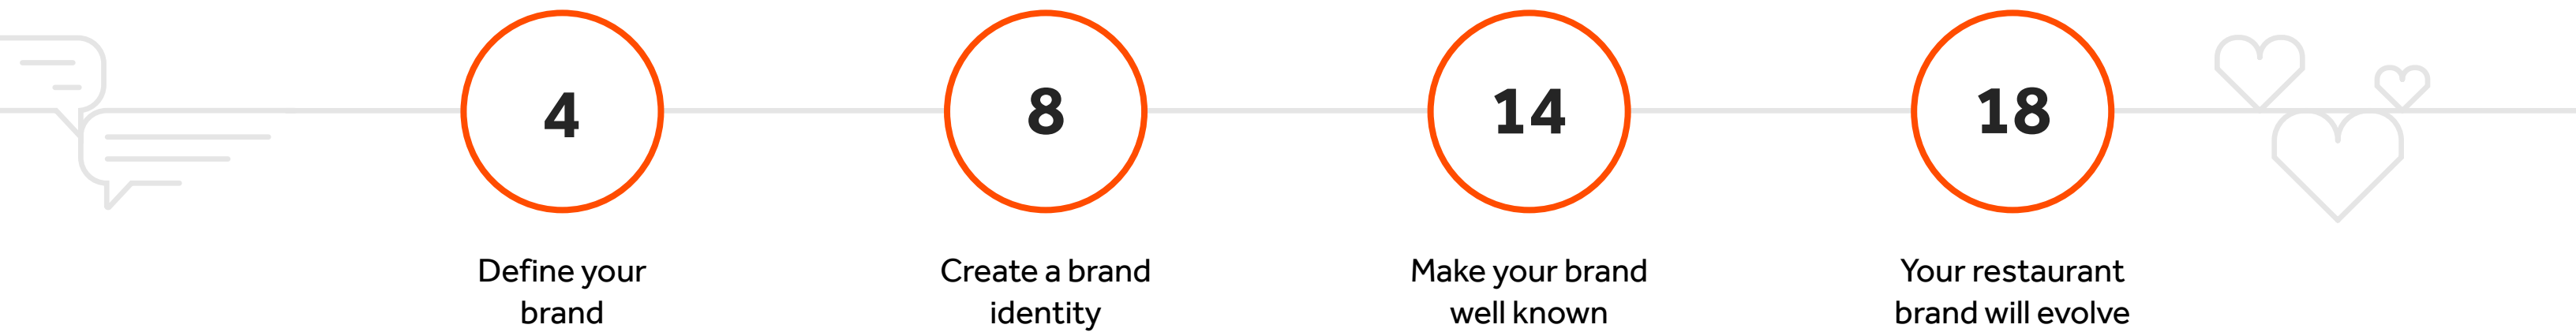 4
8
14
18
Define your
brand
Create a brand
identity
Make your brand
well known
Your restaurant
brand will evolve